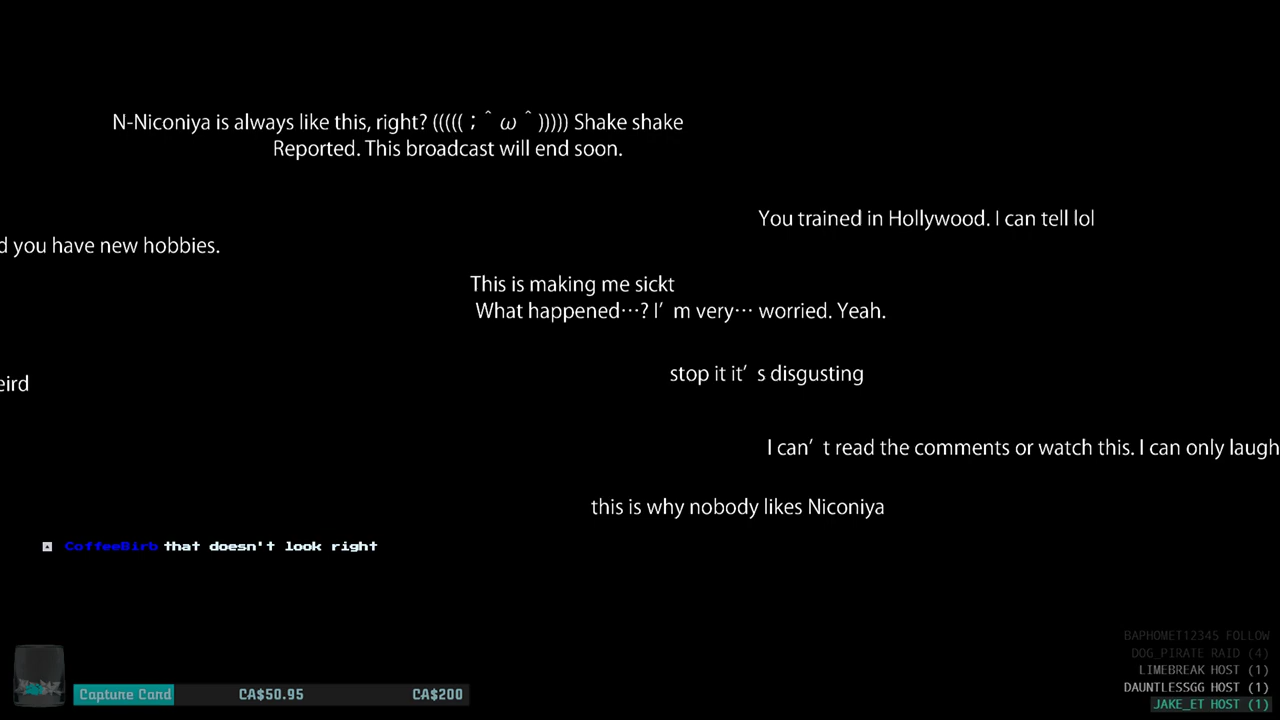 N-Niconiya is always like this, right? (((((；＾ω＾))))) Shake shake
Reported. This broadcast will end soon.
You trained in Hollywood. I can tell lol
d you have new hobbies.
This is making me sickt
What happened…? I’m very… worried. Yeah.
stop it it’s disgusting
eird
I can’t read the comments or watch this. I can only laugh
this is why nobody likes Niconiya
CoffeeBirb that doesn't look right
BAPHOMET12345 FOLLOW
DOG_PIRATE RAID (4)
LIMEBREAK HOST (1)
DAUNTLESSGG HOST (1)
JAKE_ET HOST (1)
Capture Card CA$50.95 CA$200